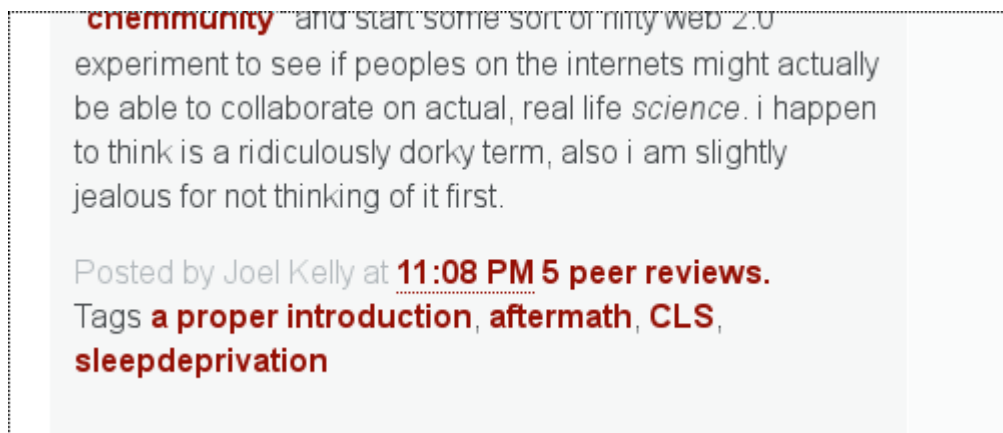 "chemmunity" and start some sort of nifty web 2.0
experiment to see if peoples on the internets might actually
be able to collaborate on actual, real life science. i happen
to think is a ridiculously dorky term, also i am slightly
jealous for not thinking of it first.
Posted by Joel Kelly at 11:08 PM 5 peer reviews.
Tags a proper introduction, aftermath, CLS,
sleepdeprivation